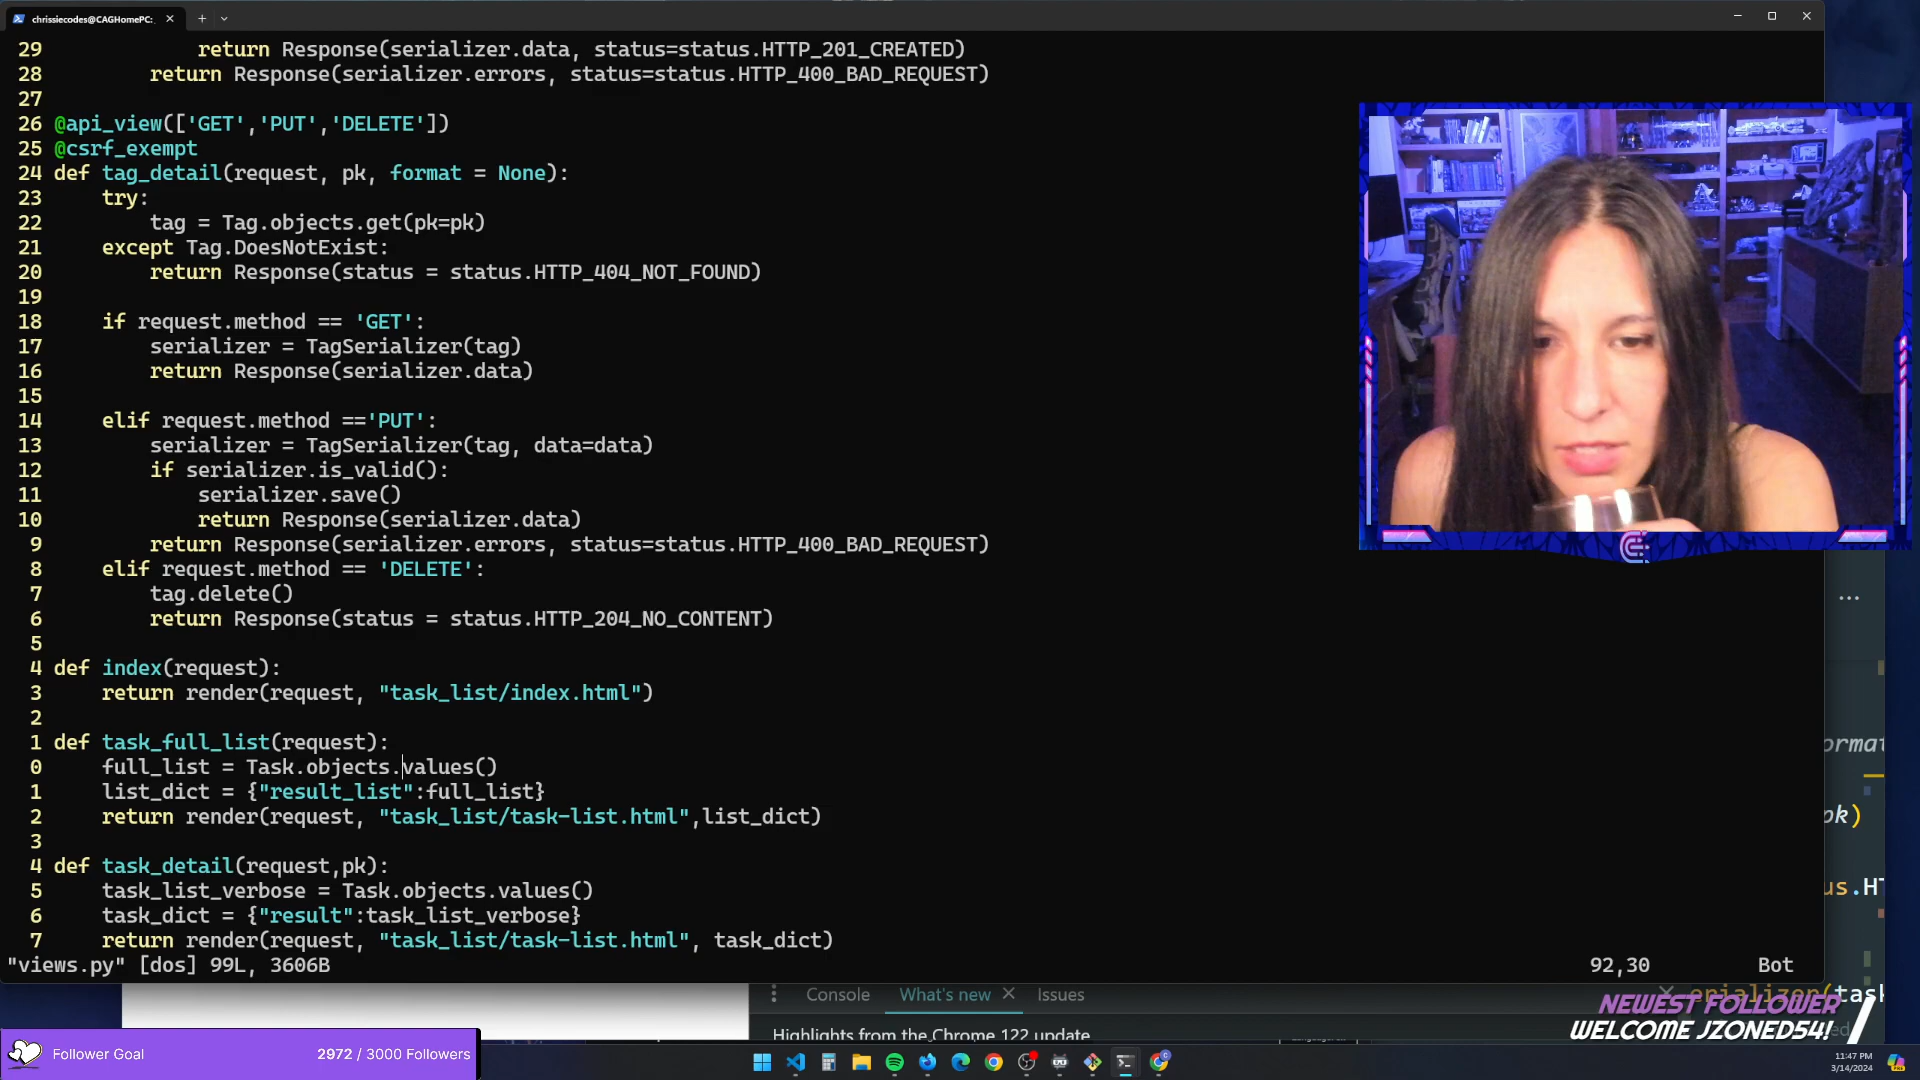 chrissiecodes@CAGHomePC:
29 return Response(serializer.data, status=status.HTTP_201_CREATED)
28 return Response(serializer.errors, status=status.HTTP_400_BAD_REQUEST)
27
26 @api_view(['GET','PUT','DELETE'])
25 @csrf_exempt
24 def tag_detail(request, pk, format = None):
23 try:
22 tag = Tag.objects.get(pk=pk)
21 except Tag.DoesNotExist:
20 return Response(status = status.HTTP_404_NOT_FOUND)
19
18 if request.method == 'GET':
17 serializer = TagSerializer(tag)
16 return Response(serializer.data)
15
14 elif request.method =='PUT':
13 serializer = TagSerializer(tag, data=data)
12 if serializer.is_valid():
11 serializer.save()
10 return Response(serializer.data)
9 return Response(serializer.errors, status=status.HTTP_400_BAD_REQUEST)
8 elif request.method == 'DELETE':
7 tag.delete()
6 return Response(status = status.HTTP_204_NO_CONTENT)
5
4 def index(request):
3 return render(request, "task_list/index.html")
2
1 def task_full_list(request):
0 full_list = Task.objects.values()
1 list_dict = {"result_list":full_list}
2 return render(request, "task_list/task-list.html",list_dict)
3
4 def task_detail(request,pk):
5 task_list_verbose = Task.objects.values()
6 task_dict = {"result":task_list_verbose}
7 return render(request, "task_list/task-list.html", task_dict)
"views.py" [dos] 99L, 3606B 92,30 Bot
ormat
pk)
us.HT
erializer(task
Console What's new Issues
Highlights from the Chrome 122 update
NEWEST FOLLOWER
WELCOME JZONED54!
Follower Goal 2972 / 3000 Followers
11:47 PM
3/14/2024